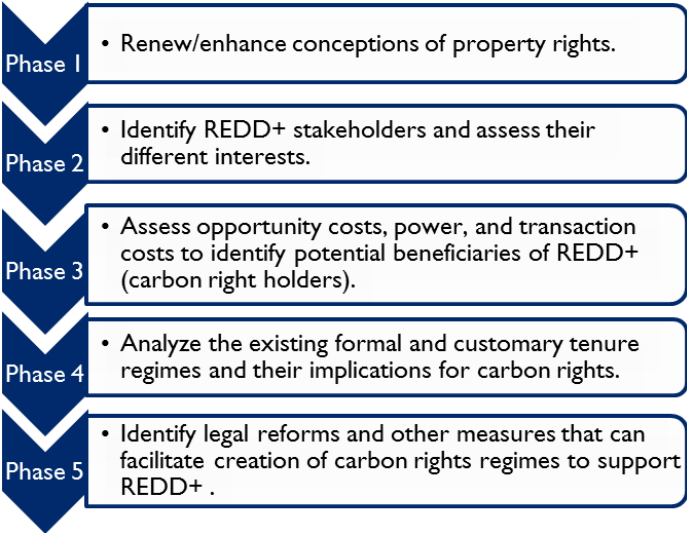 Phase 1
• Renew/enhance conceptions of property rights.
Phase 2
• Identify REDD+ stakeholders and assess their
different interests.
Phase 3
• Assess opportunity costs, power, and transaction
costs to identify potential beneficiaries of REDD+
(carbon right holders).
Phase 4
• Analyze the existing formal and customary tenure
regimes and their implications for carbon rights.
Phase 5
• Identify legal reforms and other measures that can
facilitate creation of carbon rights regimes to support
REDD+ .